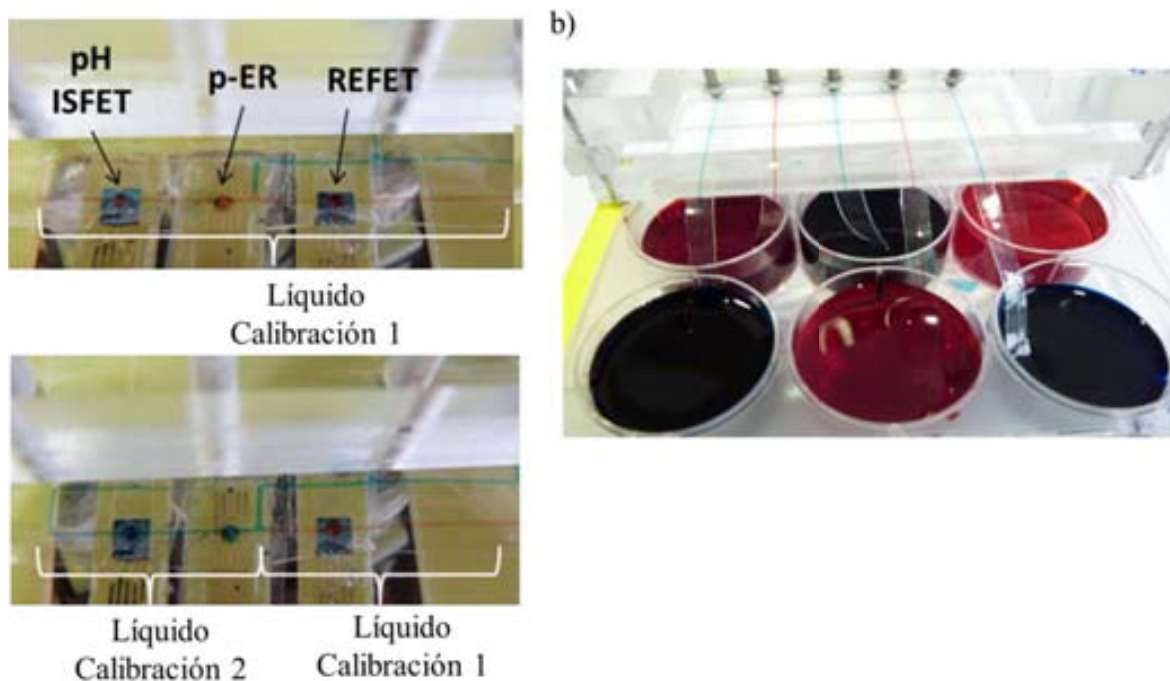 b)
pH
ISFET
p-ER
REFET
Líquido
Calibración 1
Líquido
Calibración 2
Líquido
Calibración 1